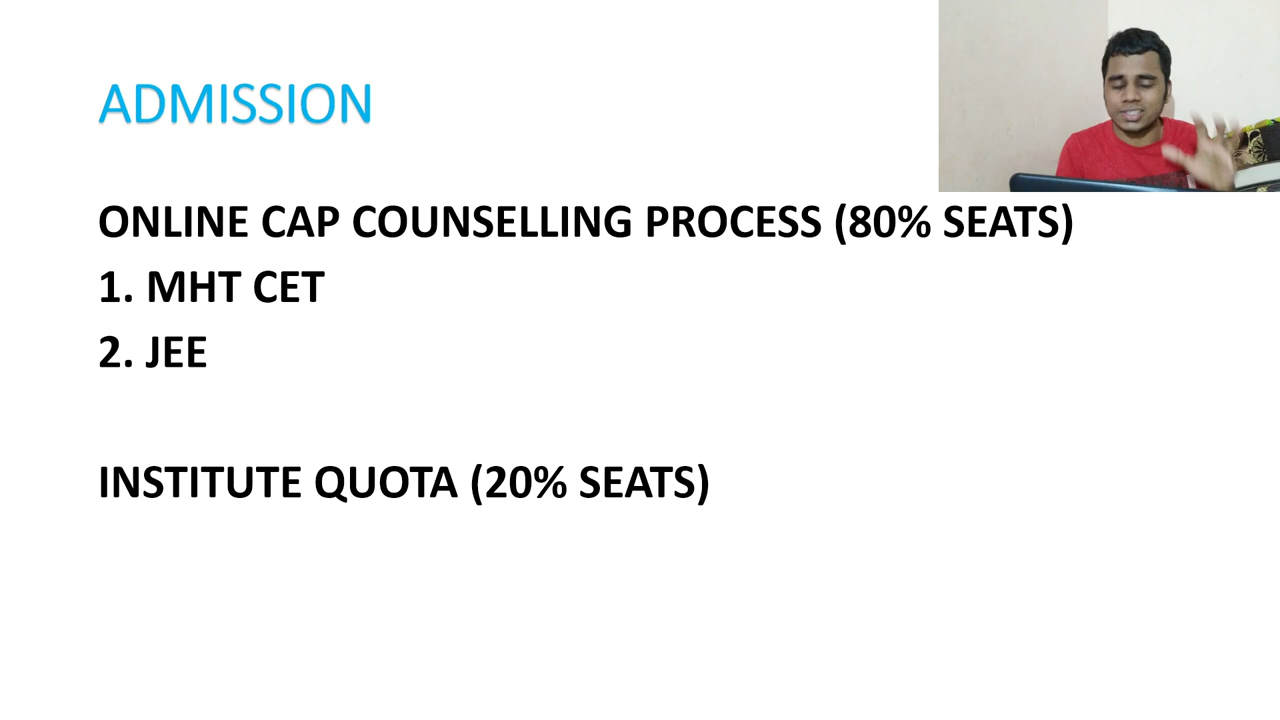 ADMISSION
ONLINE CAP COUNSELLING PROCESS (80% SEATS)
1. MHT CET
2. JEE
INSTITUTE QUOTA (20% SEATS)